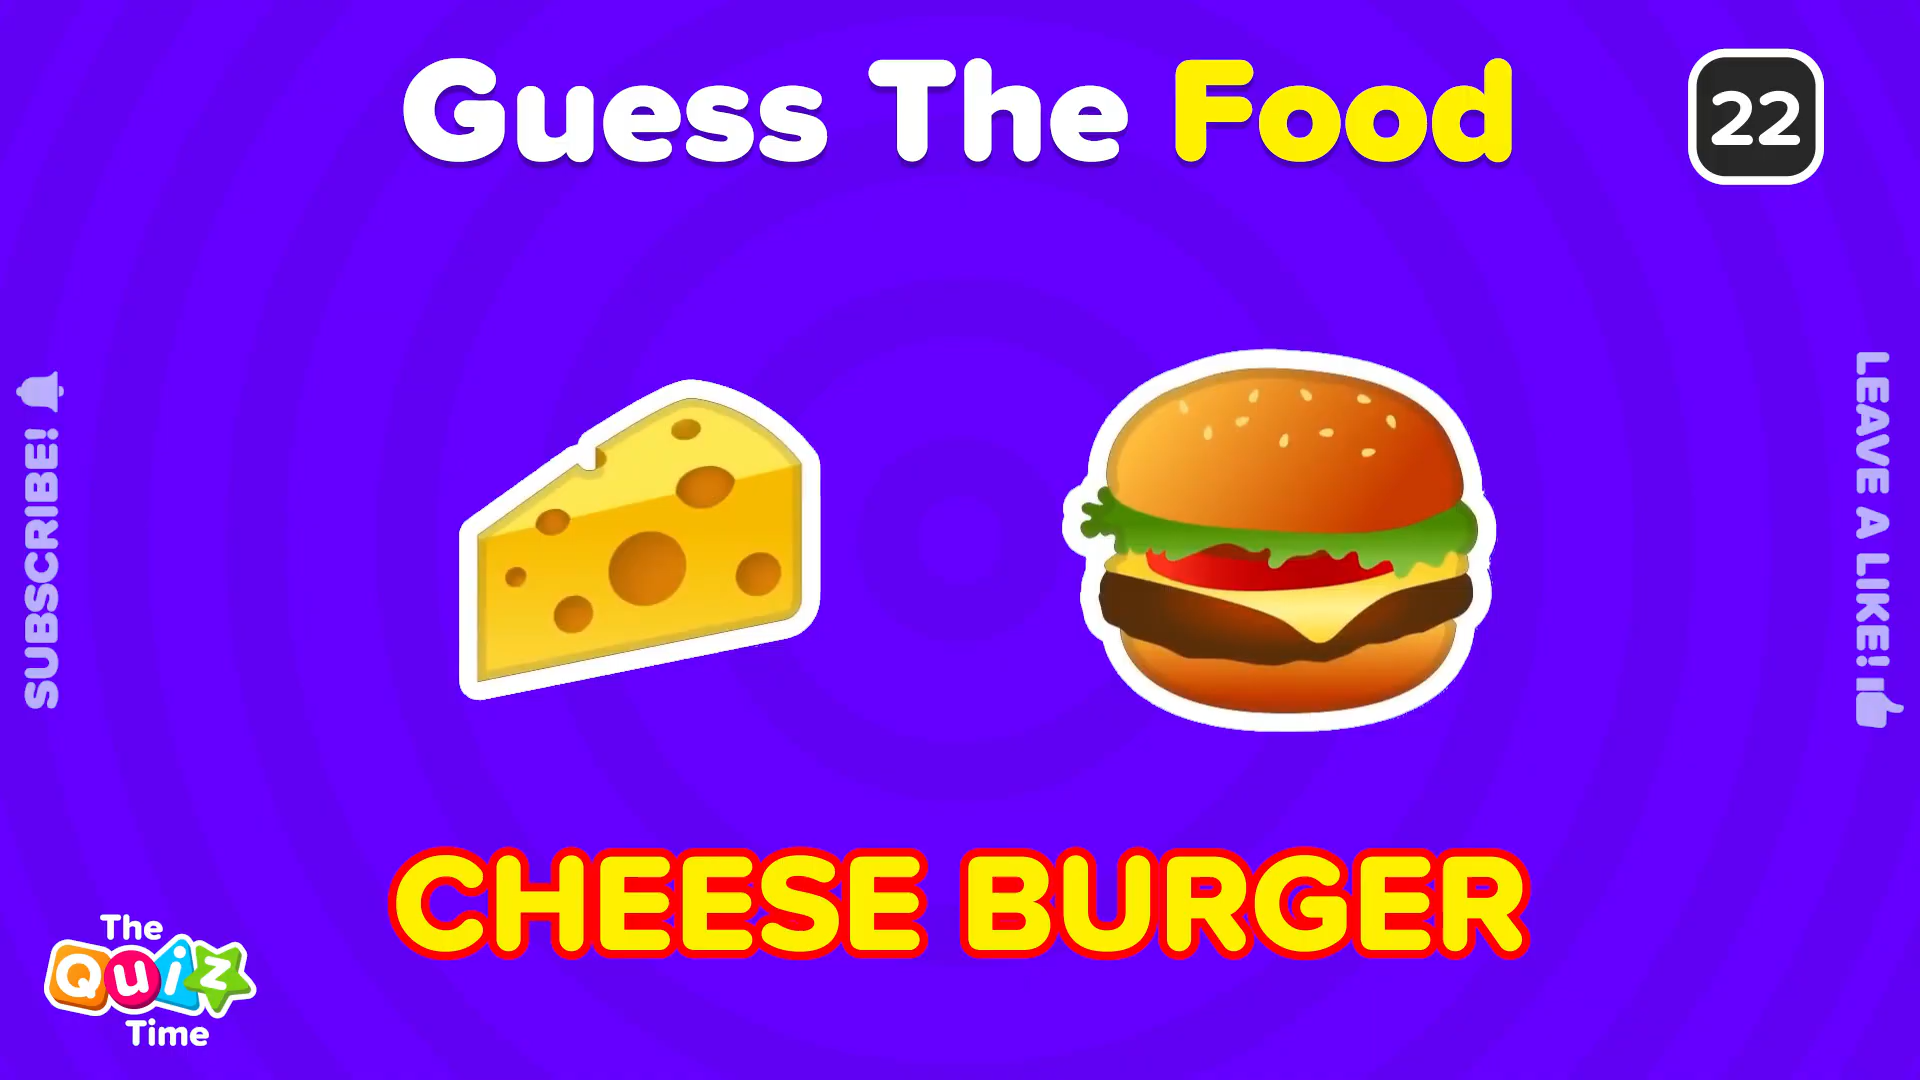 Guess The Food
22
SUBSCRIBE!
LEAVE A LIKE!
CHEESE BURGER
The
Quiz
Time